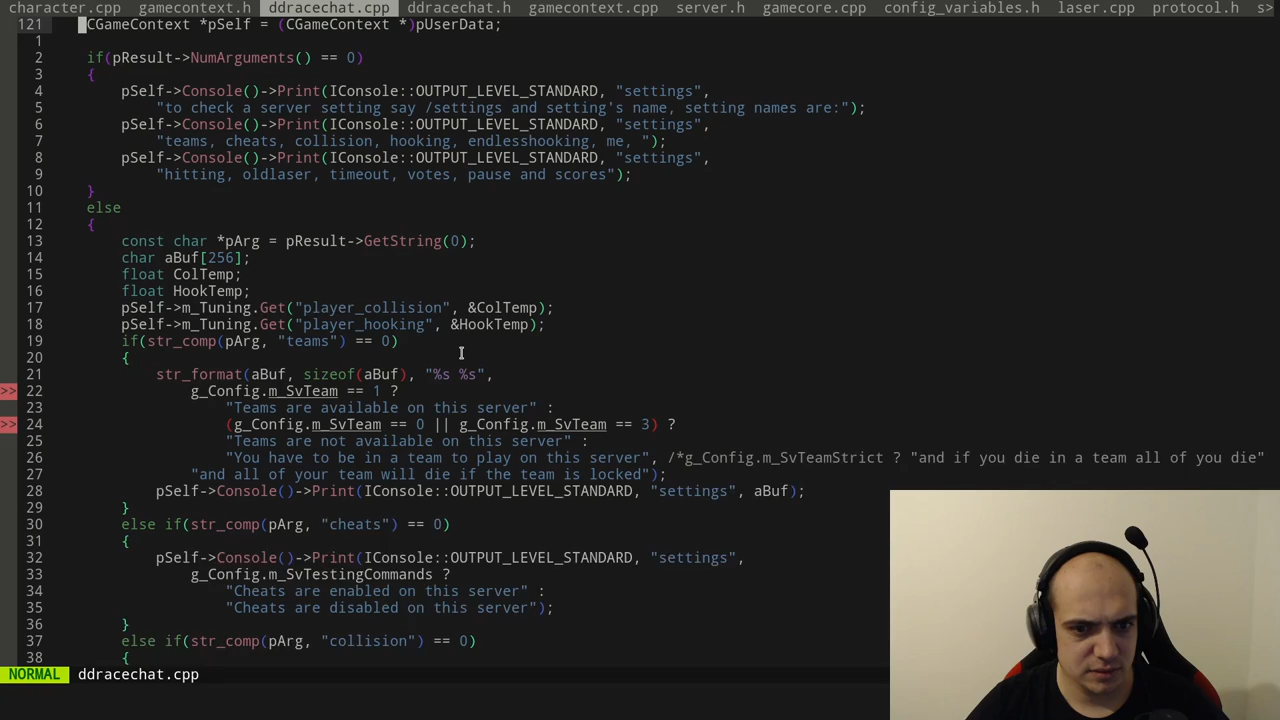 character.cpp gamecontext.h ddracechat.cpp ddracechat.h gamecontext.cpp server.h gamecore.cpp config_variables.h laser.cpp protocol.h s>
121 CGameContext *pSelf = (CGameContext *)pUserData;
1
2 if(pResult->NumArguments() == 0)
3 {
4 pSelf->Console()->Print(IConsole::OUTPUT_LEVEL_STANDARD, "settings",
5 "to check a server setting say /settings and setting's name, setting names are:");
6 pSelf->Console()->Print(IConsole::OUTPUT_LEVEL_STANDARD, "settings",
7 "teams, cheats, collision, hooking, endlesshooking, me, ");
8 pSelf->Console()->Print(IConsole::OUTPUT_LEVEL_STANDARD, "settings",
9 "hitting, oldlaser, timeout, votes, pause and scores");
10 }
11 else
12 {
13 const char *pArg = pResult->GetString(0);
14 char aBuf[256];
15 float ColTemp;
16 float HookTemp;
17 pSelf->m_Tuning.Get("player_collision", &ColTemp);
18 pSelf->m_Tuning.Get("player_hooking", &HookTemp);
19 if(str_comp(pArg, "teams") == 0)
20 {
21 str_format(aBuf, sizeof(aBuf), "%s %s",
>> 22 g_Config.m_SvTeam == 1 ?
23 "Teams are available on this server" :
>> 24 (g_Config.m_SvTeam == 0 || g_Config.m_SvTeam == 3) ?
25 "Teams are not available on this server" :
26 "You have to be in a team to play on this server", /*g_Config.m_SvTeamStrict ? "and if you die in a team all of you die"
27 "and all of your team will die if the team is locked");
28 pSelf->Console()->Print(IConsole::OUTPUT_LEVEL_STANDARD, "settings", aBuf);
29 }
30 else if(str_comp(pArg, "cheats") == 0)
31 {
32 pSelf->Console()->Print(IConsole::OUTPUT_LEVEL_STANDARD, "settings",
33 g_Config.m_SvTestingCommands ?
34 "Cheats are enabled on this server" :
35 "Cheats are disabled on this server");
36 }
37 else if(str_comp(pArg, "collision") == 0)
38 {
NORMAL ddracechat.cpp